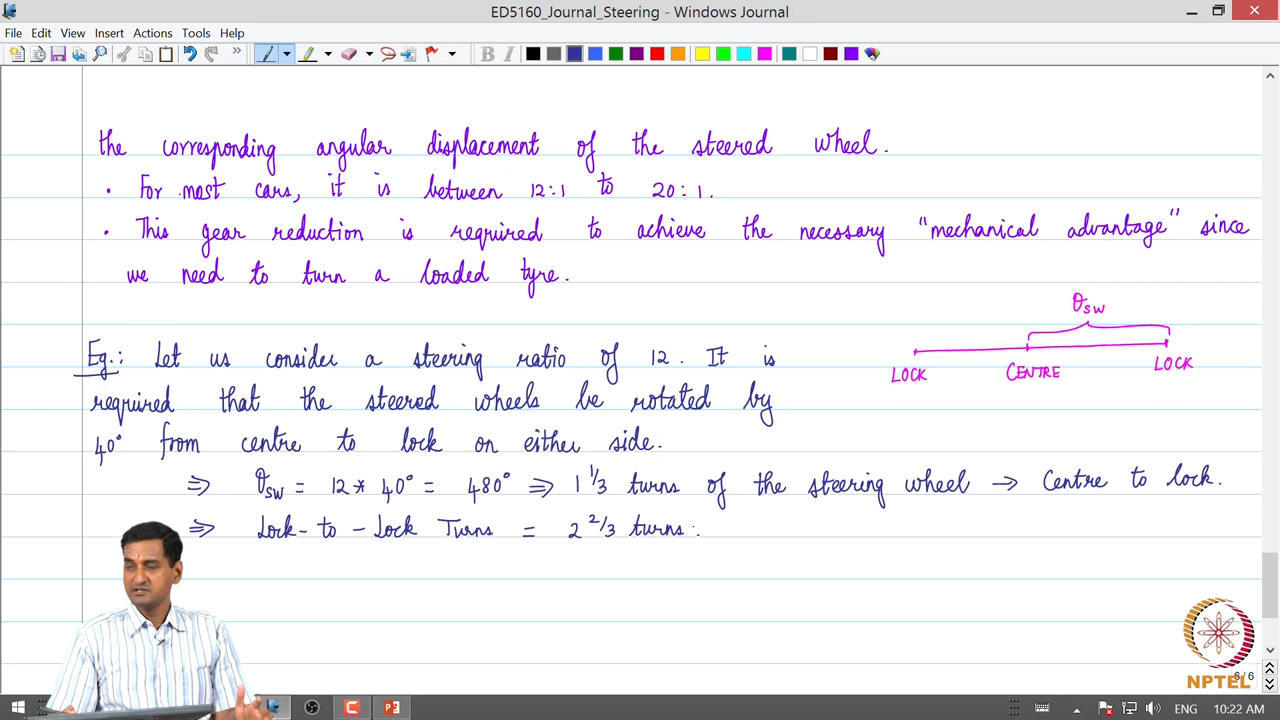 ED5160_Journal_Steering - Windows Journal
File Edit View Insert Actions Tools Help
the corresponding angular displacement of the steered wheel.
· For most cars, it is between 12:1 to 20:1.
· This gear reduction is required to achieve the necessary "mechanical advantage" since
we need to turn a loaded tyre.
θSW
LOCK CENTRE LOCK
Eg.: Let us consider a steering ratio of 12. It is
required that the steered wheels be rotated by
40° from centre to lock on either side.
⇒ θSW = 12 * 40° = 480° ⇒ 1 1/3 turns of the steering wheel → Centre to lock.
⇒ Lock-to-Lock Turns = 2 2/3 turns.
NPTEL
6/6
ENG 10:22 AM